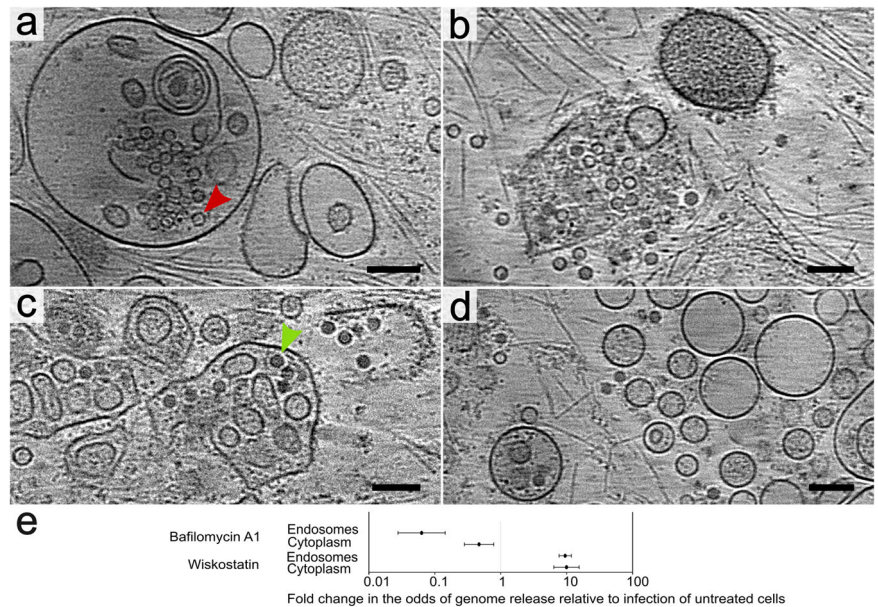 a
b
c
d
e
Bafilomycin A1
Endosomes
Cytoplasm
Wiskostatin
Endosomes
Cytoplasm
0.01 0.1 1 10 100
Fold change in the odds of genome release relative to infection of untreated cells